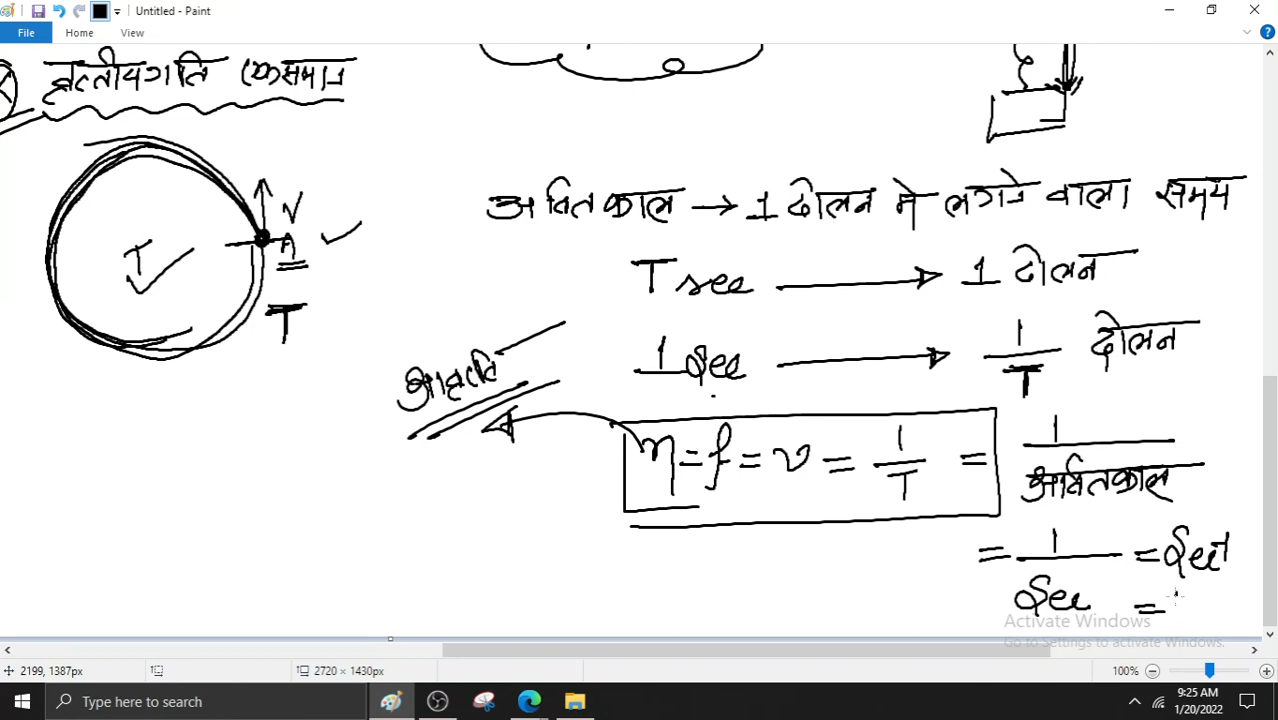 Untitled - Paint
File Home View
वृत्तीयगति एकसमान
V
A
T
T
आवर्तकाल → 1 दोलन मे लगने वाला समय
T sec → 1 दोलन
1 Sec → 1/T दोलन
आवृत्ति
n = f = ν = 1/T = 1/आवर्तकाल
= 1/Sec = Sec⁻¹
=
Activate Windows
Go to Settings to activate Windows.
2199, 1387px 2720 × 1430px 100%
Type here to search
9:25 AM
1/20/2022